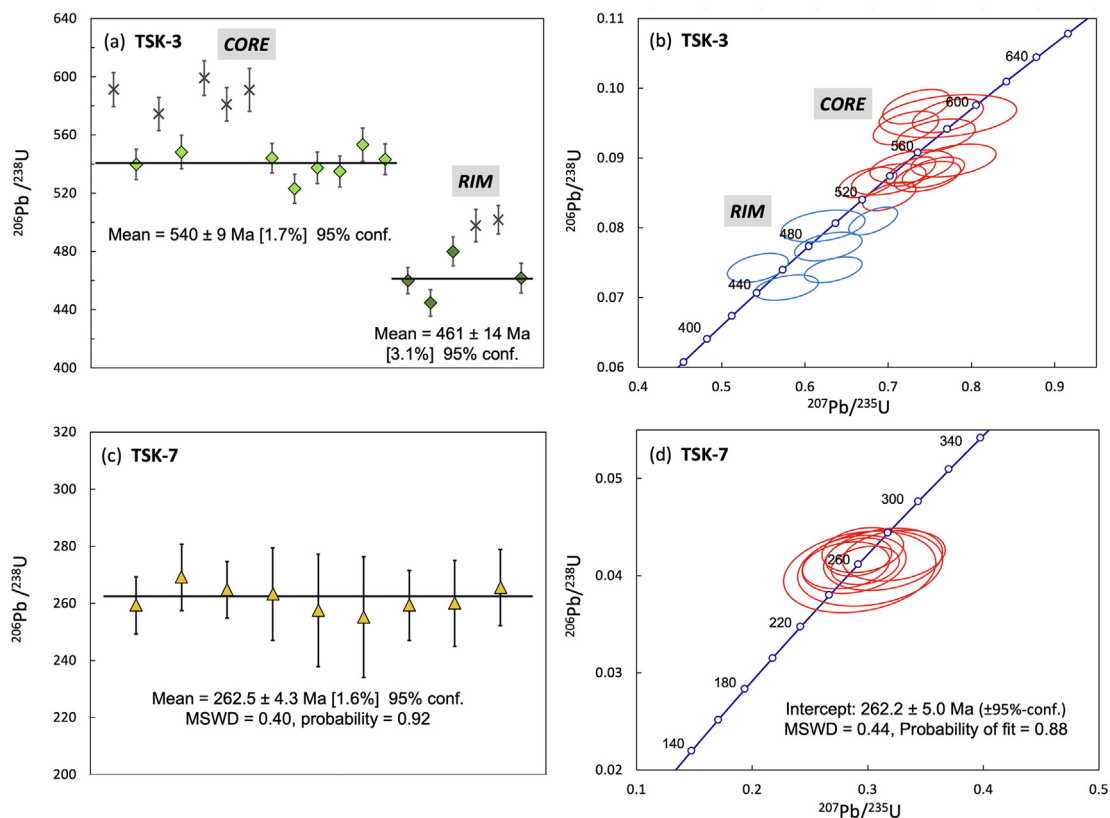 (a) TSK-3
CORE
RIM
Mean = 540 ± 9 Ma [1.7%] 95% conf.
Mean = 461 ± 14 Ma
[3.1%] 95% conf.
206Pb /238U
640
600
560
520
480
440
400
(b) TSK-3
CORE
RIM
640
600
560
520
480
440
400
206Pb/238U
0.11
0.10
0.09
0.08
0.07
0.06
0.4 0.5 0.6 0.7 0.8 0.9
207Pb/235U
(c) TSK-7
Mean = 262.5 ± 4.3 Ma [1.6%] 95% conf.
MSWD = 0.40, probability = 0.92
206Pb /238U
320
300
280
260
240
220
200
(d) TSK-7
340
300
260
220
180
140
Intercept: 262.2 ± 5.0 Ma (±95%-conf.)
MSWD = 0.44, Probability of fit = 0.88
206Pb/238U
0.05
0.04
0.03
0.02
0.1 0.2 0.3 0.4 0.5
207Pb/235U